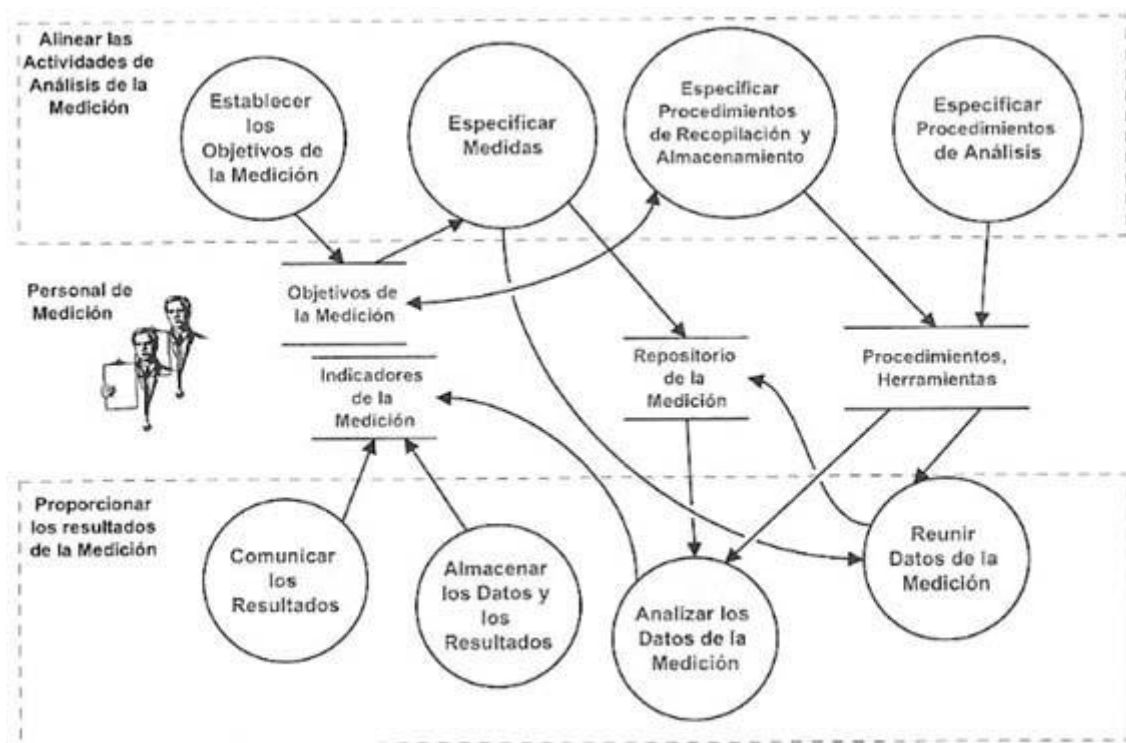 Alinear las
Actividades de
Análisis de la
Medición
Establecer
los
Objetivos de
la Medición
Especificar
Medidas
Especificar
Procedimientos
de Recopilación y
Almacenamiento
Especificar
Procedimientos
de Análisis
Personal de
Medición
Objetivos de
la Medición
Indicadores
de la
Medición
Repositorio
de la
Medición
Procedimientos,
Herramientas
Proporcionar
los resultados
de la Medición
Comunicar
los
Resultados
Almacenar
los Datos y
los
Resultados
Analizar los
Datos de la
Medición
Reunir
Datos de la
Medición